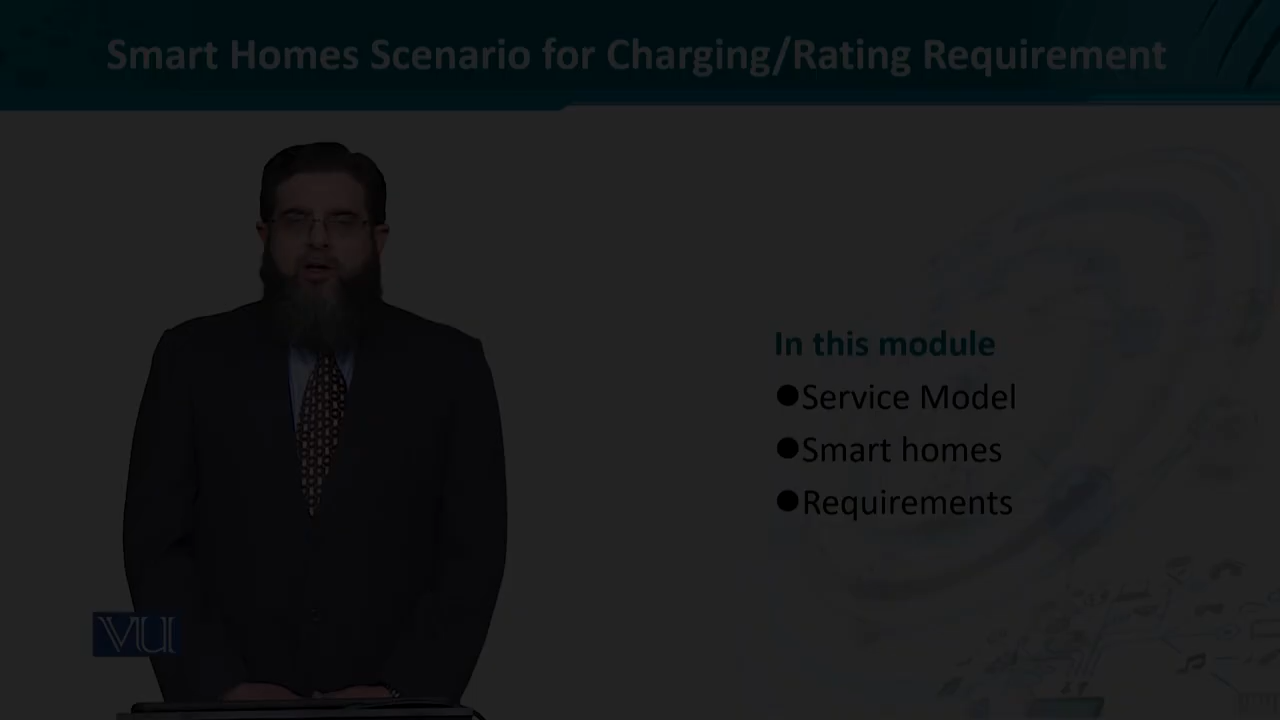 Smart Homes Scenario for Charging/Rating Requirement
In this module
●Service Model
●Smart homes
●Requirements
VU